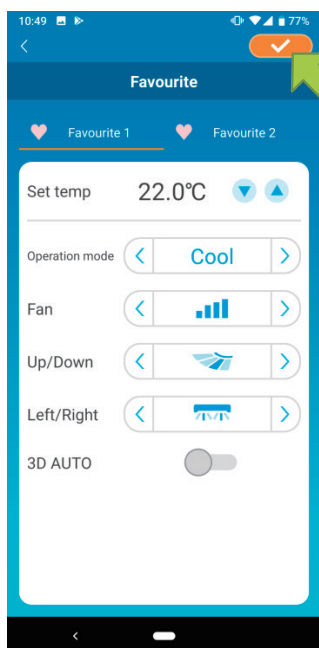 10:49 77%
Favourite
Favourite 1 Favourite 2
Set temp 22.0℃
Operation mode Cool
Fan
Up/Down
Left/Right
3D AUTO